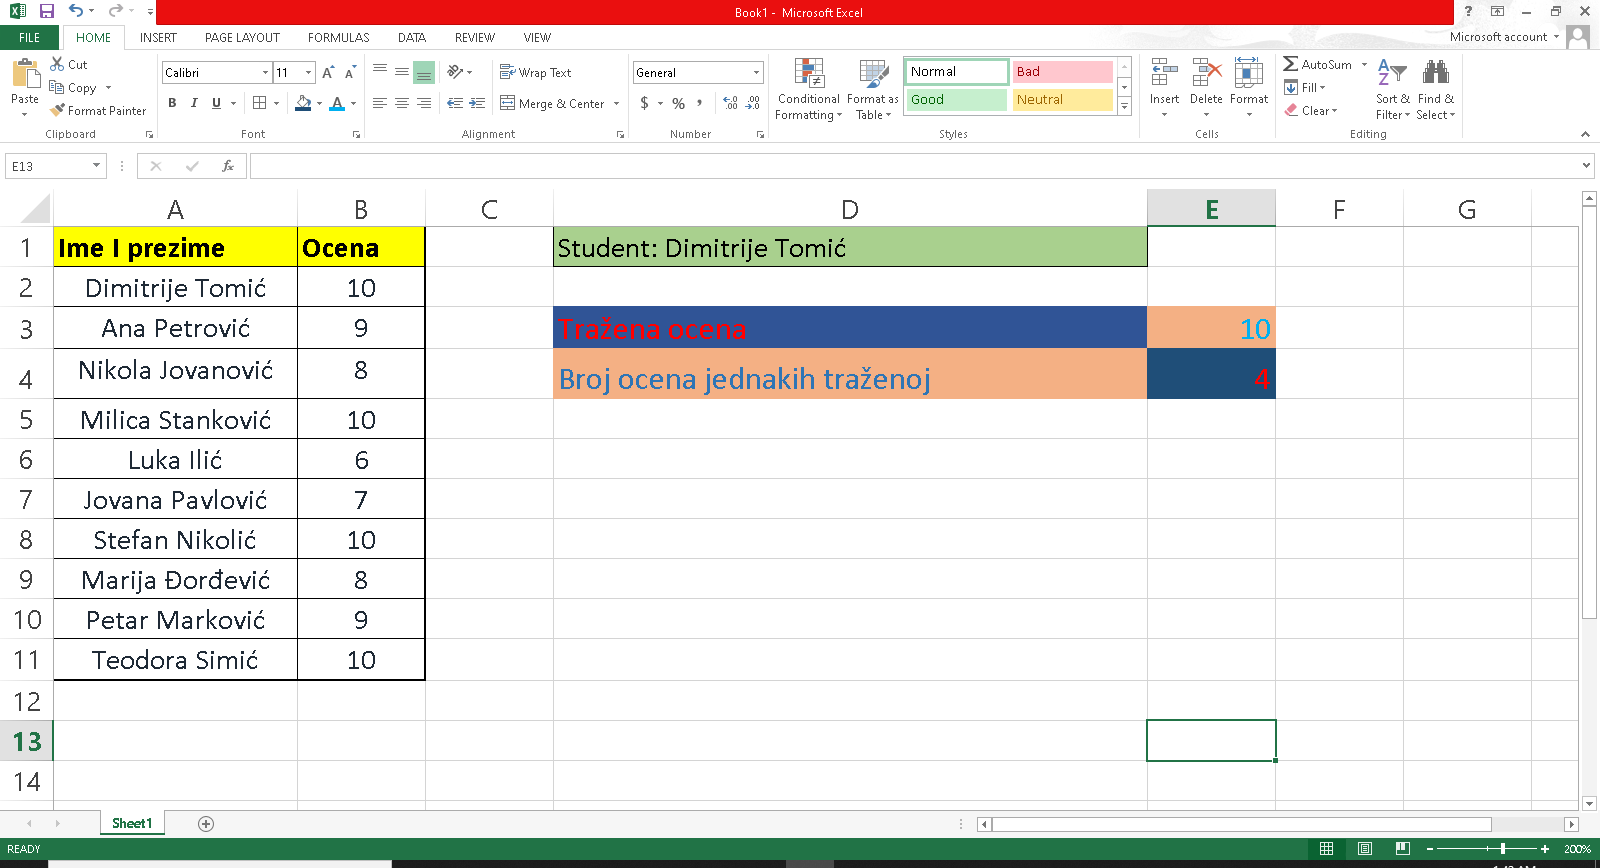 Book1 - Microsoft Excel
?
FILE HOME INSERT PAGE LAYOUT FORMULAS DATA REVIEW VIEW Microsoft account
Paste Cut Copy Format Painter
Clipboard
Calibri 11 B I U
Font
Wrap Text
Merge & Center
Alignment
General
$ % , .00 .0
Number
Conditional Formatting
Format as Table
Normal Bad
Good Neutral
Styles
Insert Delete Format
Cells
AutoSum
Fill
Clear
Sort & Filter
Find & Select
Editing
E13 fx
A B C D E F G
1 Ime I prezime Ocena Student: Dimitrije Tomić
2 Dimitrije Tomić 10
3 Ana Petrović 9 Tražena ocena 10
4 Nikola Jovanović 8 Broj ocena jednakih traženoj 4
5 Milica Stanković 10
6 Luka Ilić 6
7 Jovana Pavlović 7
8 Stefan Nikolić 10
9 Marija Đorđević 8
10 Petar Marković 9
11 Teodora Simić 10
12
13
14
Sheet1
READY 200%